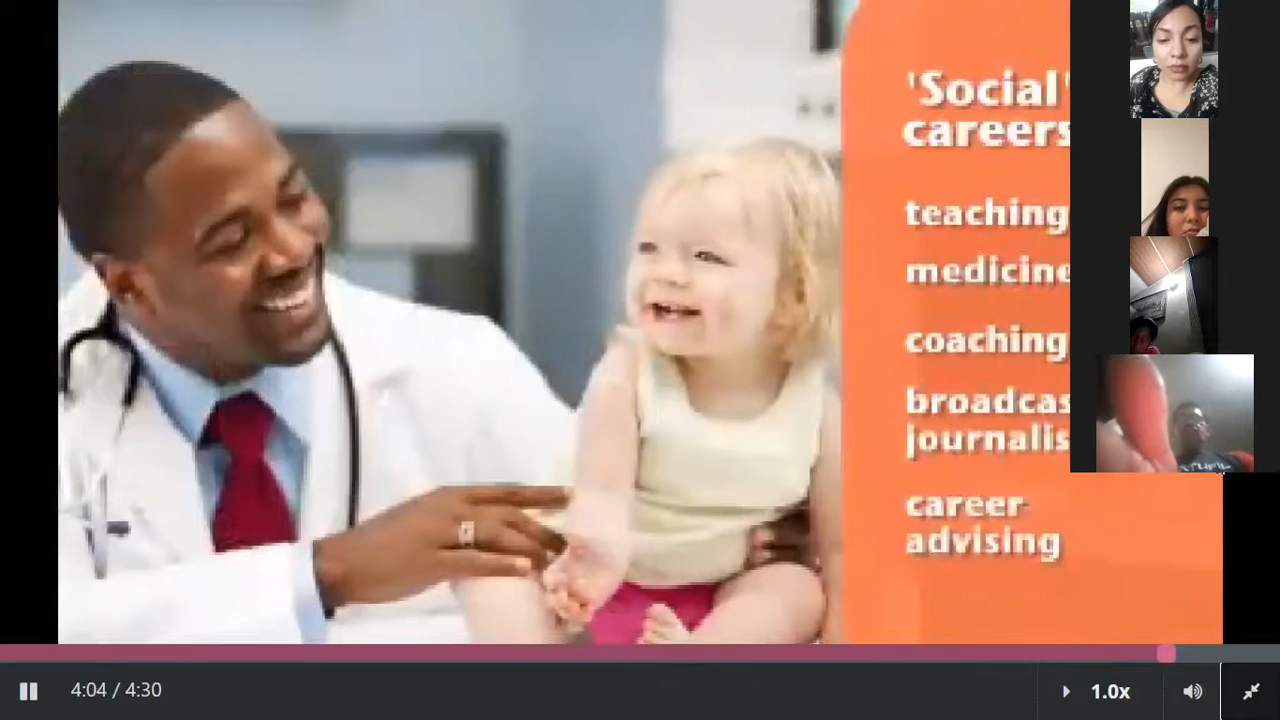 'Social'
careers
teaching
medicine
coaching
broadcas
journalis
career
advising
4:04 / 4:30
1.0x